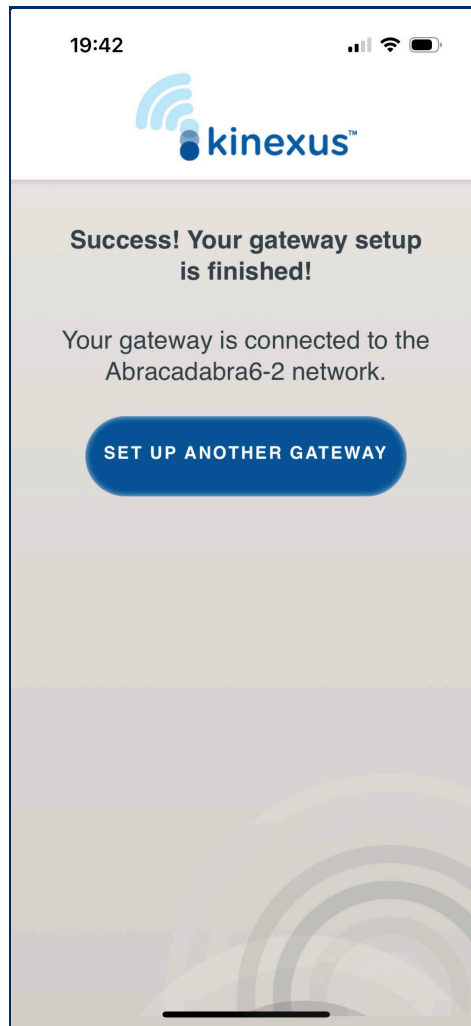 19:42
kinexus™
Success! Your gateway setup
is finished!
Your gateway is connected to the
Abracadabra6-2 network.
SET UP ANOTHER GATEWAY